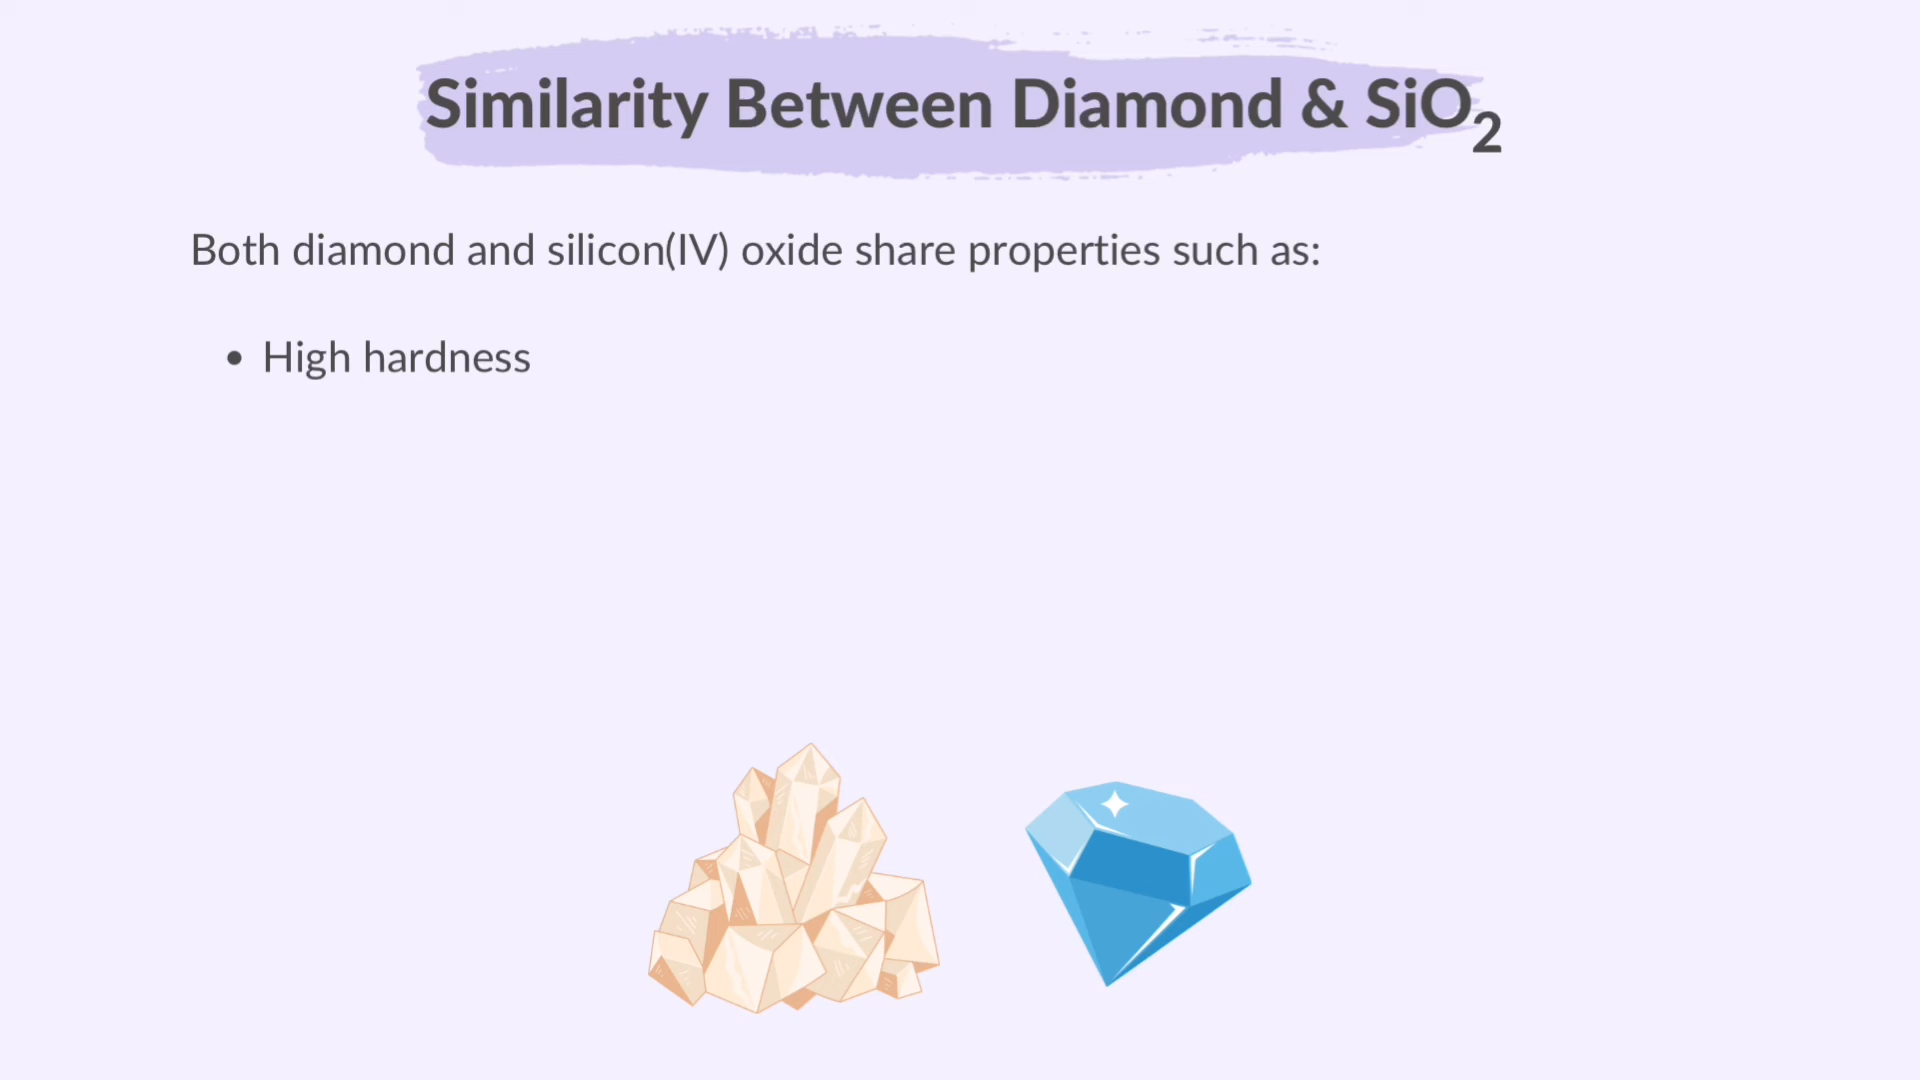 Similarity Between Diamond & SiO₂
Both diamond and silicon(IV) oxide share properties such as:
• High hardness